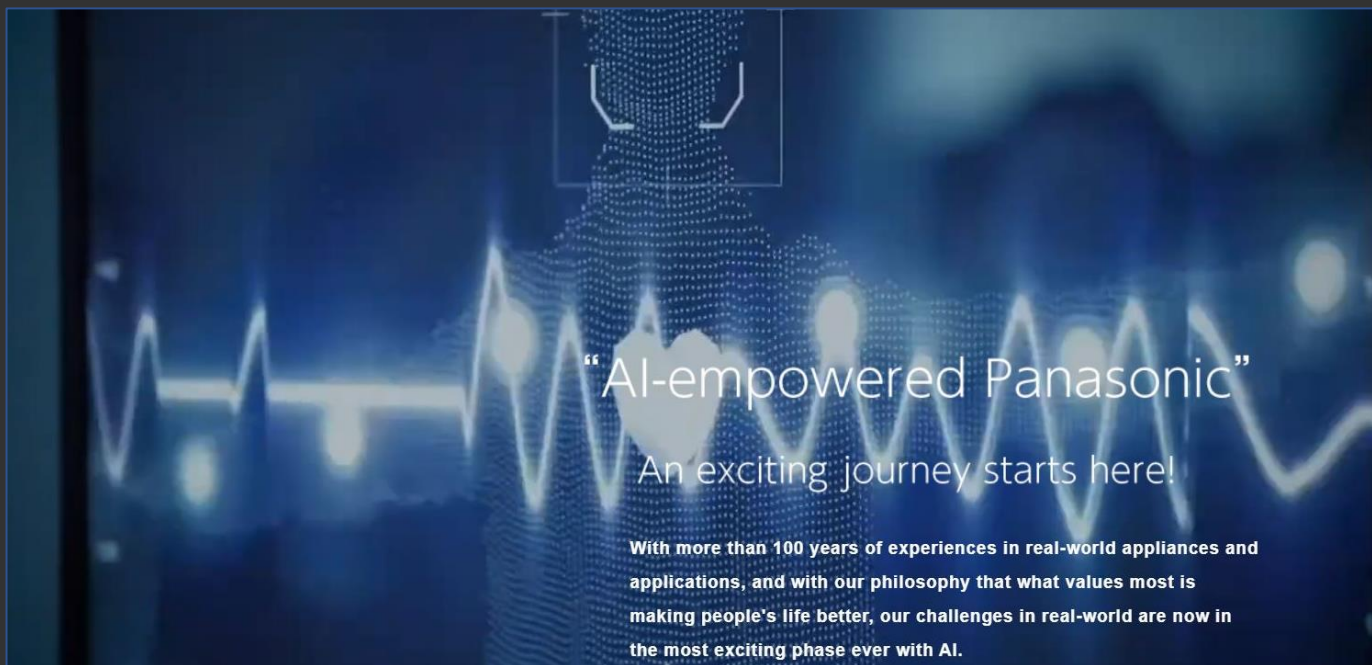 “AI-empowered Panasonic”
An exciting journey starts here!
With more than 100 years of experiences in real-world appliances and
applications, and with our philosophy that what values most is
making people's life better, our challenges in real-world are now in
the most exciting phase ever with AI.